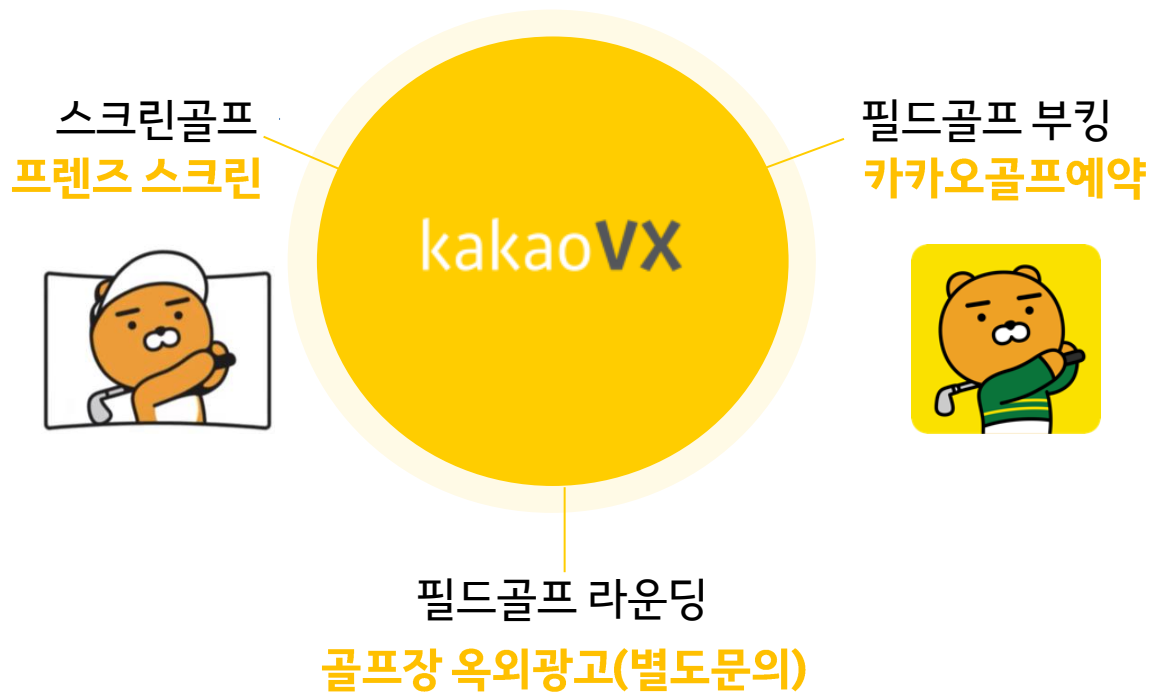 스크린골프
프렌즈 스크린
필드골프 부킹
카카오골프예약
kakaoVX
필드골프 라운딩
골프장 옥외광고(별도문의)